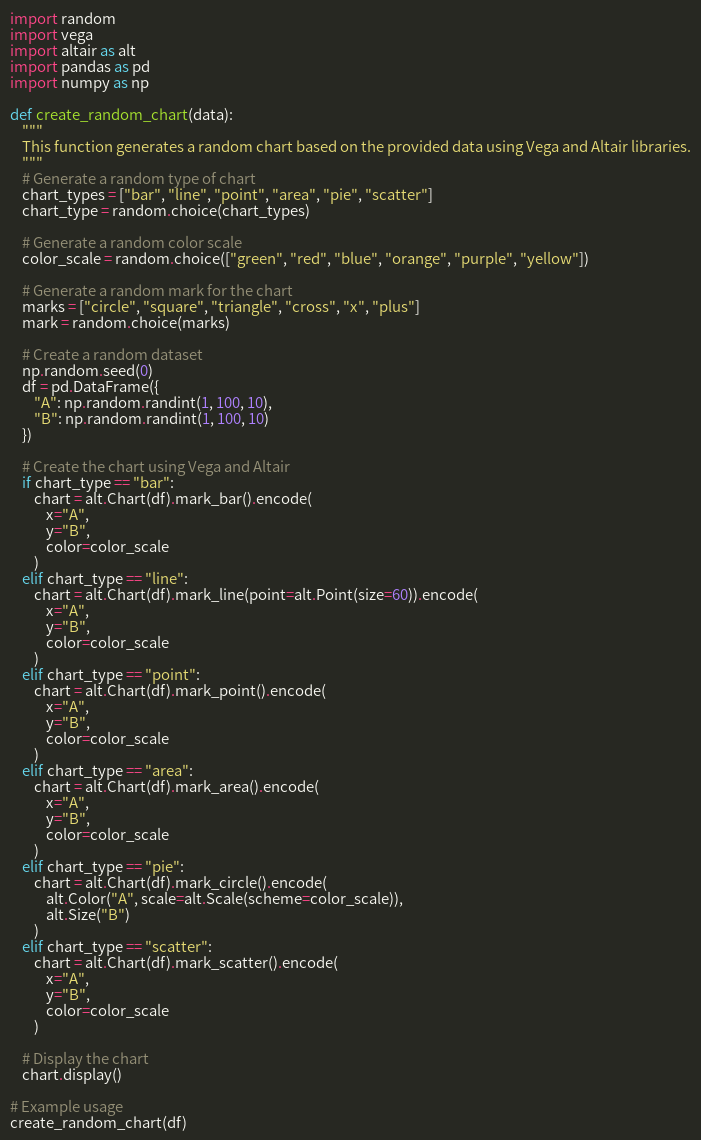 import random
import vega
import altair as alt
import pandas as pd
import numpy as np

def create_random_chart(data):
    """
    This function generates a random chart based on the provided data using Vega and Altair libraries.
    """
    # Generate a random type of chart
    chart_types = ["bar", "line", "point", "area", "pie", "scatter"]
    chart_type = random.choice(chart_types)

    # Generate a random color scale
    color_scale = random.choice(["green", "red", "blue", "orange", "purple", "yellow"])

    # Generate a random mark for the chart
    marks = ["circle", "square", "triangle", "cross", "x", "plus"]
    mark = random.choice(marks)

    # Create a random dataset
    np.random.seed(0)
    df = pd.DataFrame({
        "A": np.random.randint(1, 100, 10),
        "B": np.random.randint(1, 100, 10)
    })

    # Create the chart using Vega and Altair
    if chart_type == "bar":
        chart = alt.Chart(df).mark_bar().encode(
            x="A",
            y="B",
            color=color_scale
        )
    elif chart_type == "line":
        chart = alt.Chart(df).mark_line(point=alt.Point(size=60)).encode(
            x="A",
            y="B",
            color=color_scale
        )
    elif chart_type == "point":
        chart = alt.Chart(df).mark_point().encode(
            x="A",
            y="B",
            color=color_scale
        )
    elif chart_type == "area":
        chart = alt.Chart(df).mark_area().encode(
            x="A",
            y="B",
            color=color_scale
        )
    elif chart_type == "pie":
        chart = alt.Chart(df).mark_circle().encode(
            alt.Color("A", scale=alt.Scale(scheme=color_scale)),
            alt.Size("B")
        )
    elif chart_type == "scatter":
        chart = alt.Chart(df).mark_scatter().encode(
            x="A",
            y="B",
            color=color_scale
        )

    # Display the chart
    chart.display()

# Example usage
create_random_chart(df)